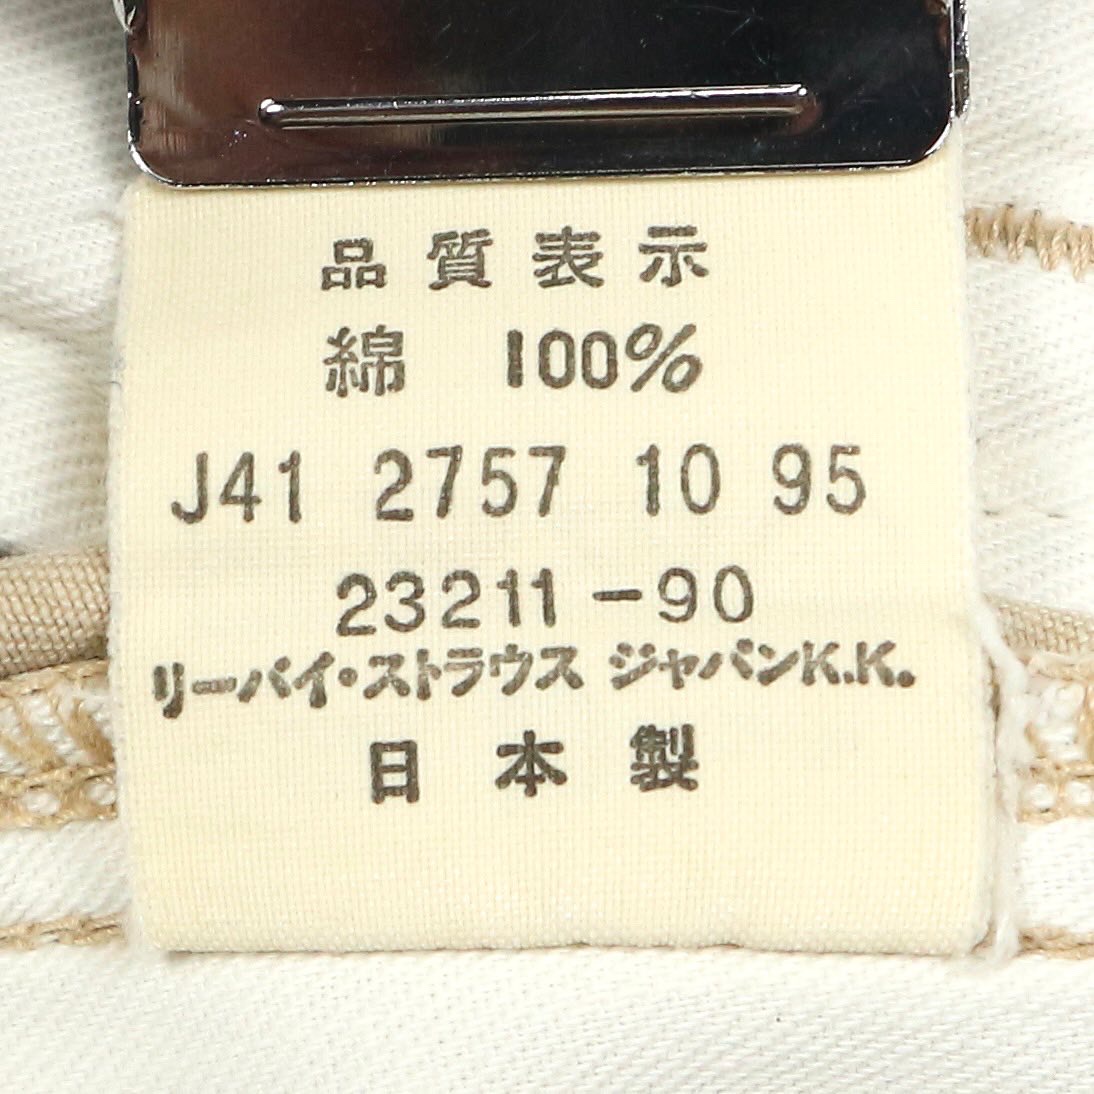 品質表示
綿 100%
J41 2757 10 95
23211-90
リーバイ・ストラウス ジャパンK.K.
日本製